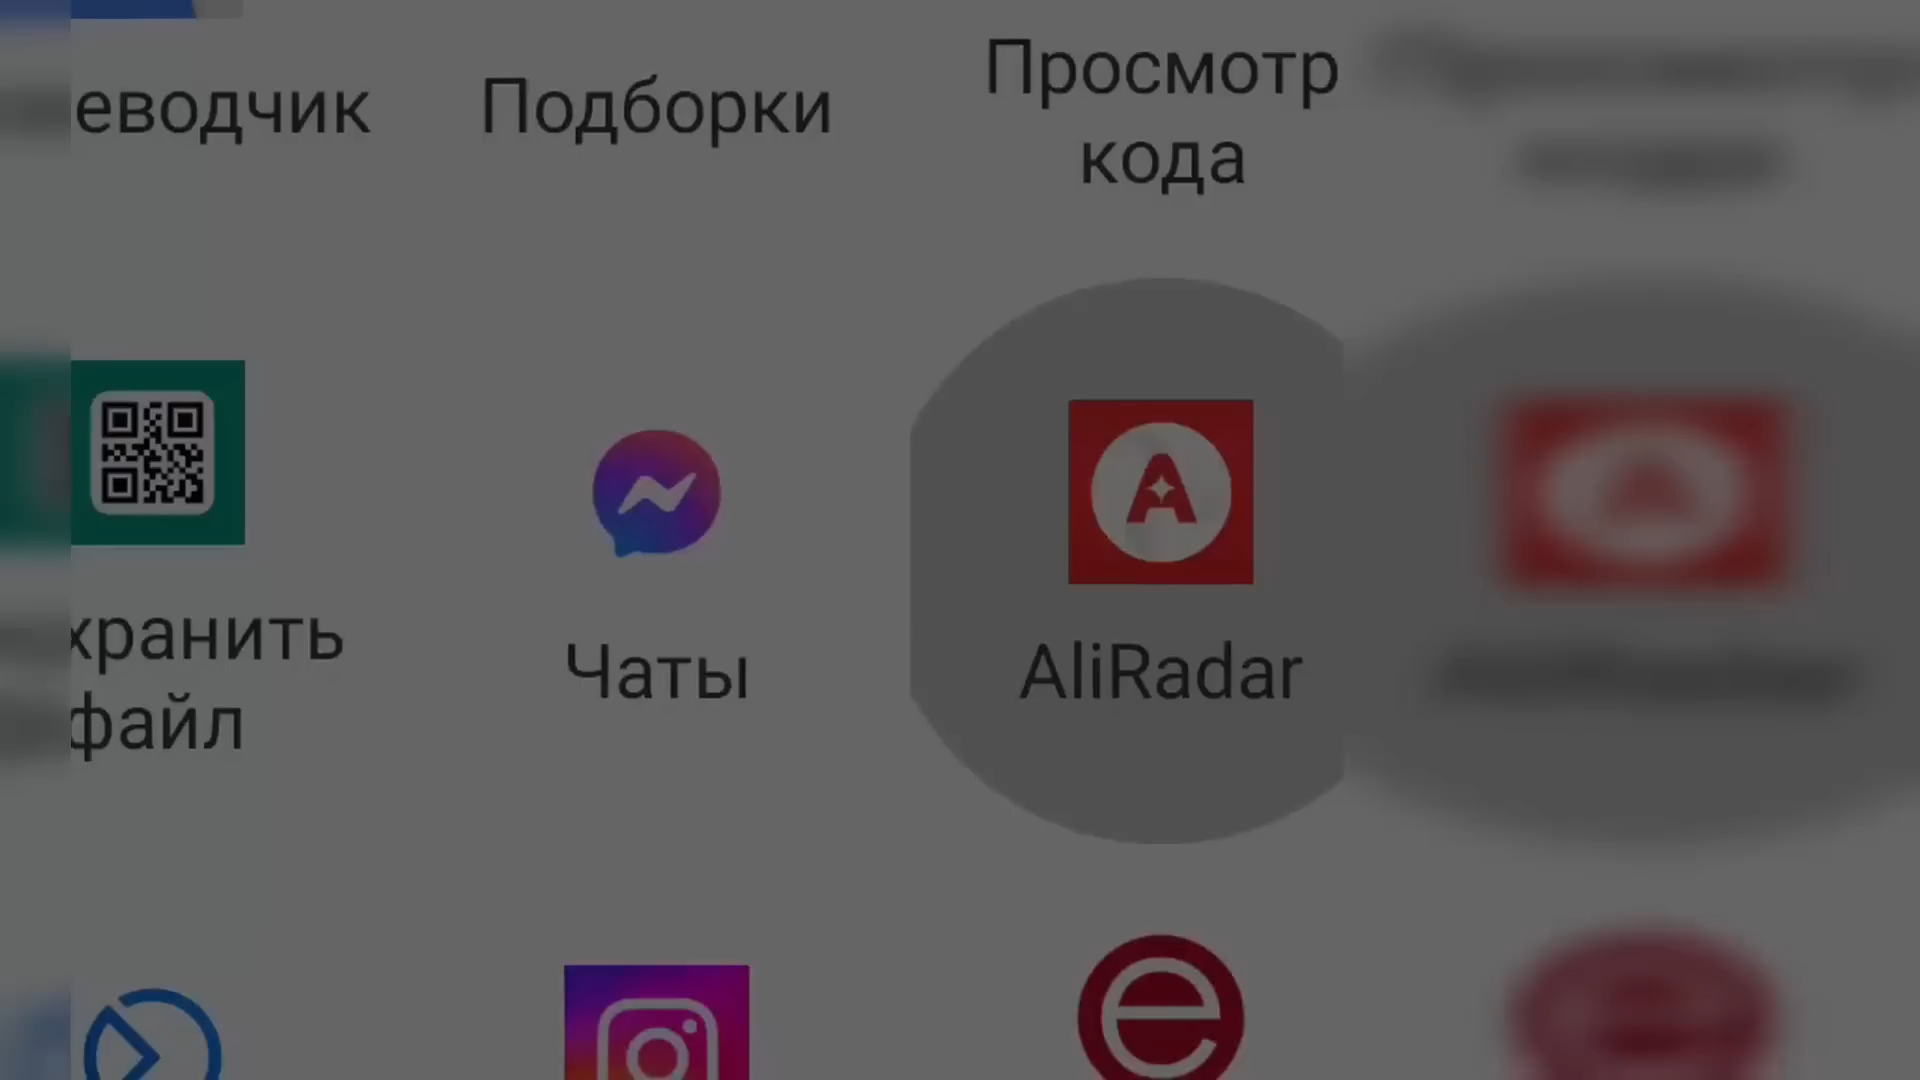 еводчик
Подборки
Просмотр
кода
хранить
файл
Чаты
AliRadar